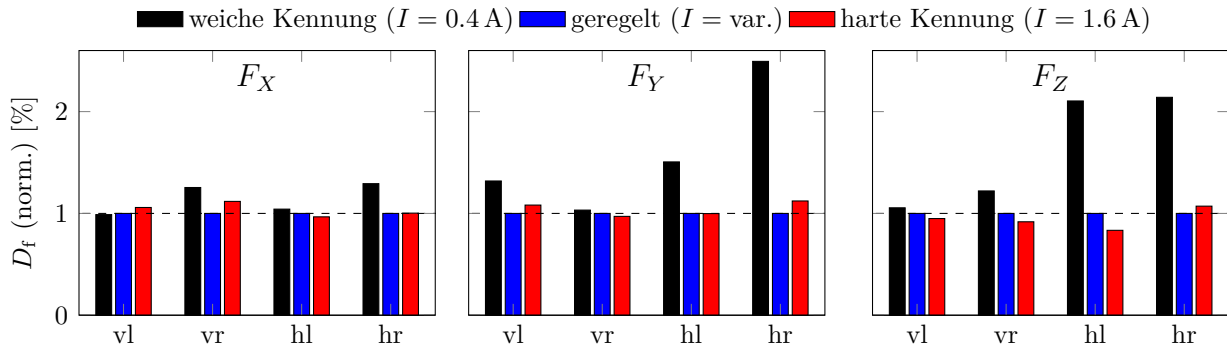 weiche Kennung (I = 0.4 A) geregelt (I = var.) harte Kennung (I = 1.6 A)
D_f (norm.) [%]
0
1
2
F_X
vl vr hl hr
F_Y
vl vr hl hr
F_Z
vl vr hl hr